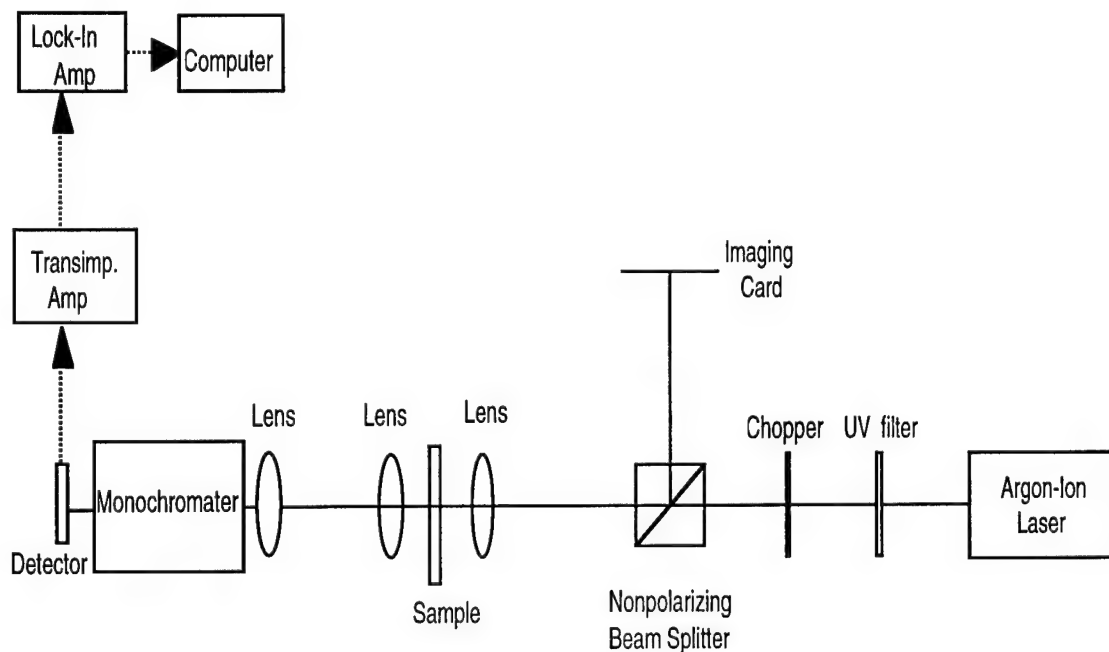 Lock-In
Amp
Computer
Transimp.
Amp
Imaging
Card
Lens
Lens
Lens
Chopper
UV filter
Monochromater
Argon-Ion
Laser
Detector
Sample
Nonpolarizing
Beam Splitter